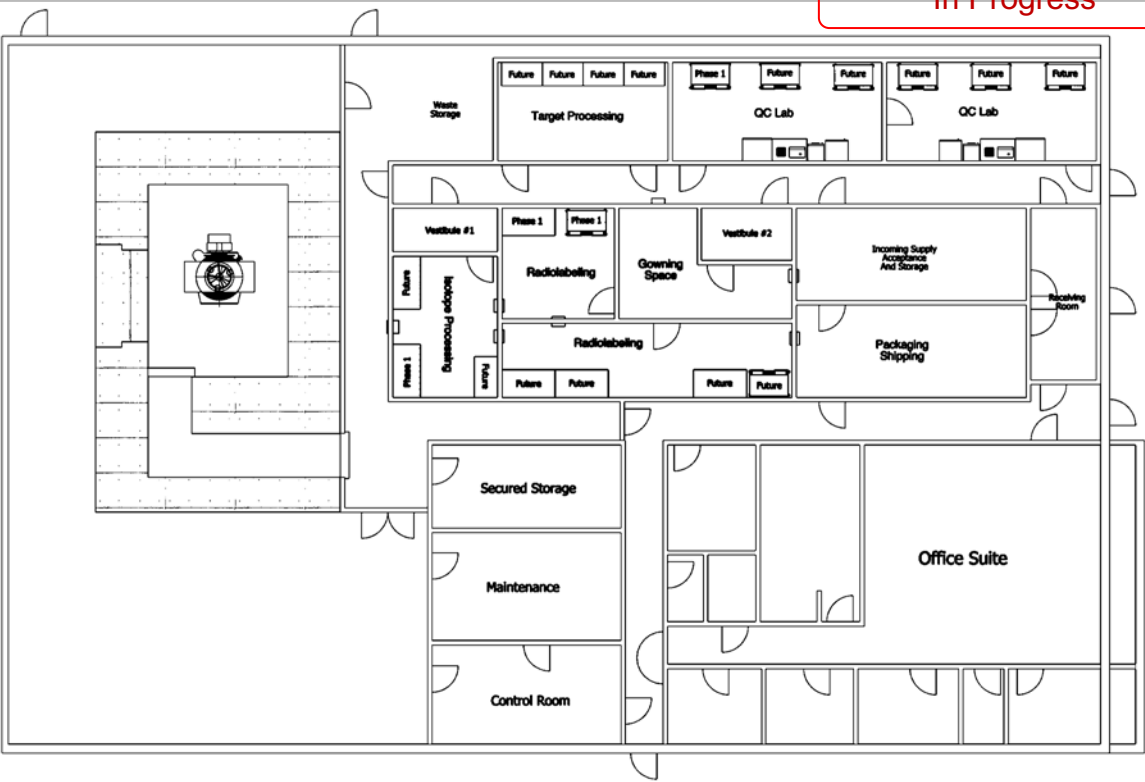 In Progress
Future
Future
Future
Future
Phase 1
Future
Future
Future
Future
Future
Waste
Storage
Target Processing
QC Lab
QC Lab
Vestibule #1
Phase 1
Phase 1
Radiolabeling
Gowning
Space
Vestibule #2
Incoming Supply
Acceptance
And Storage
Receiving
Room
Future
Isotope Processing
Phase 1
Future
Radiolabeling
Future
Future
Future
Future
Packaging
Shipping
Secured Storage
Maintenance
Control Room
Office Suite